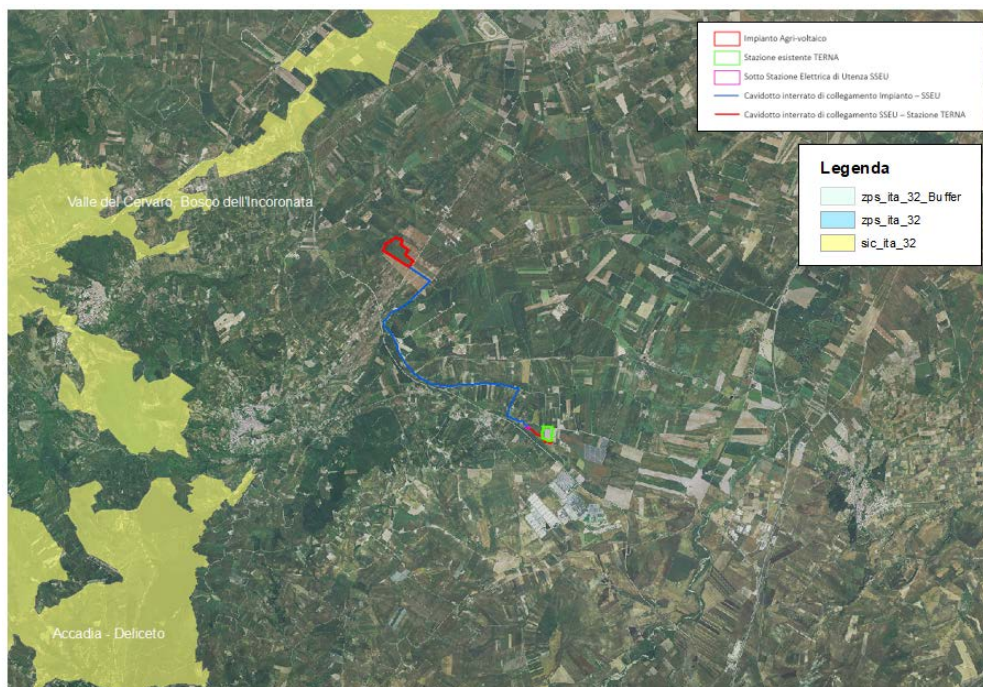 Impianto Agri-voltaico
Stazione esistente TERNA
Sotto Stazione Elettrica di Utenza SSEU
Cavidotto interrato di collegamento Impianto – SSEU
Cavidotto interrato di collegamento SSEU – Stazione TERNA
Legenda
zps_ita_32_Buffer
zps_ita_32
sic_ita_32
Valle del Cervaro, Bosco dell'Incoronata
Accadia - Deliceto